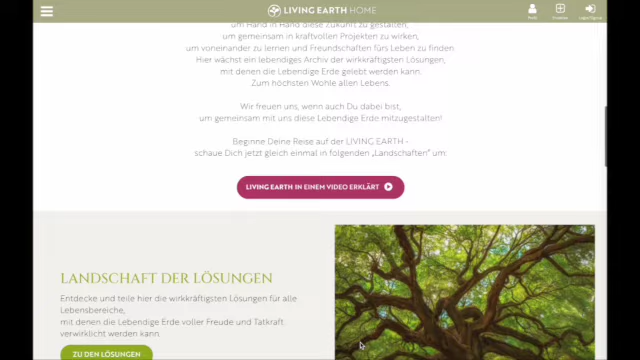 LIVING EARTH HOME
Profil
Login/Sign up
um Hand in Hand diese Zukunft zu gestalten,
um gemeinsam in kraftvollen Projekten zu wirken,
um voneinander zu lernen und Freundschaften fürs Leben zu finden.
Hier wächst ein lebendiges Archiv der wirkkräftigsten Lösungen,
mit denen die Lebendige Erde gelebt werden kann.
Zum höchsten Wohle allen Lebens.
Wir freuen uns, wenn auch Du dabei bist,
um gemeinsam mit uns diese Lebendige Erde mitzugestalten!
Beginne Deine Reise auf der LIVING EARTH -
schaue Dich jetzt gleich einmal in folgenden „Landschaften" um:
LIVING EARTH IN EINEM VIDEO ERKLÄRT
LANDSCHAFT DER LÖSUNGEN
Entdecke und teile hier die wirkkräftigsten Lösungen für alle
Lebensbereiche,
mit denen die Lebendige Erde voller Freude und Tatkraft
verwirklicht werden kann.
ZU DEN LÖSUNGEN